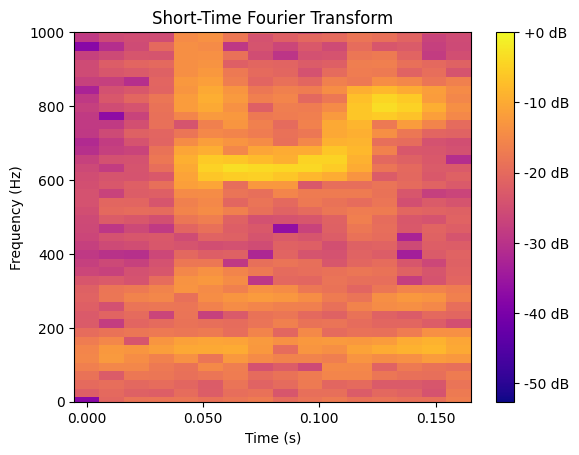 Short-Time Fourier Transform
Frequency (Hz)
1000
800
600
400
200
0
0.000
0.050
0.100
0.150
Time (s)
+0 dB
-10 dB
-20 dB
-30 dB
-40 dB
-50 dB